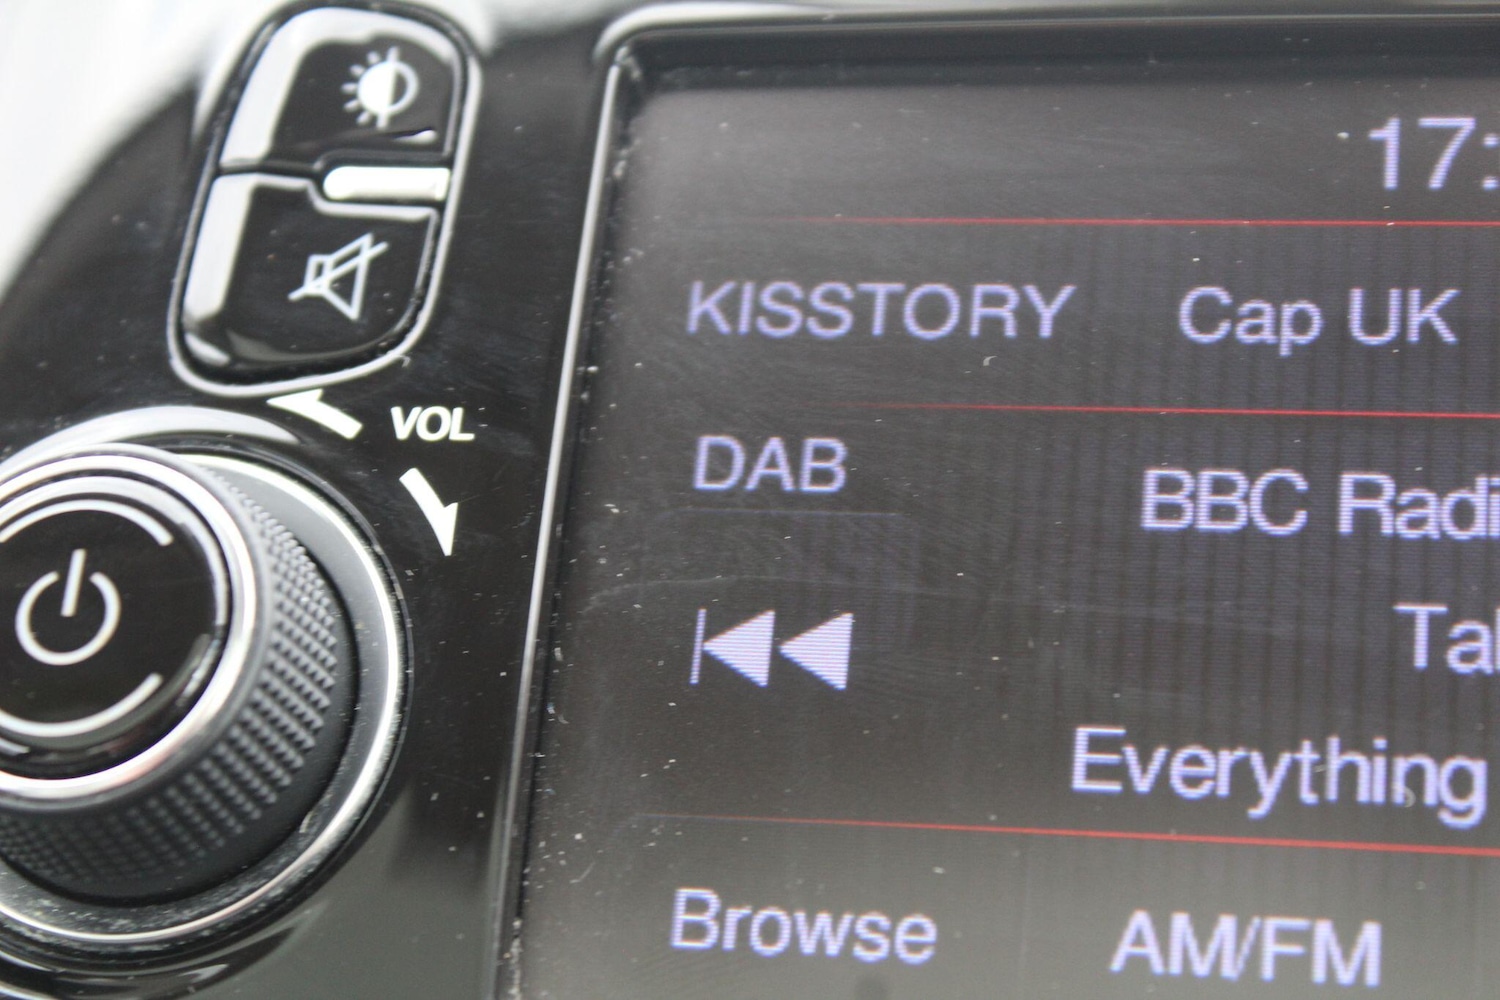 17:
KISSTORY Cap UK
VOL
DAB BBC Radi
Tal
Everything
Browse AM/FM